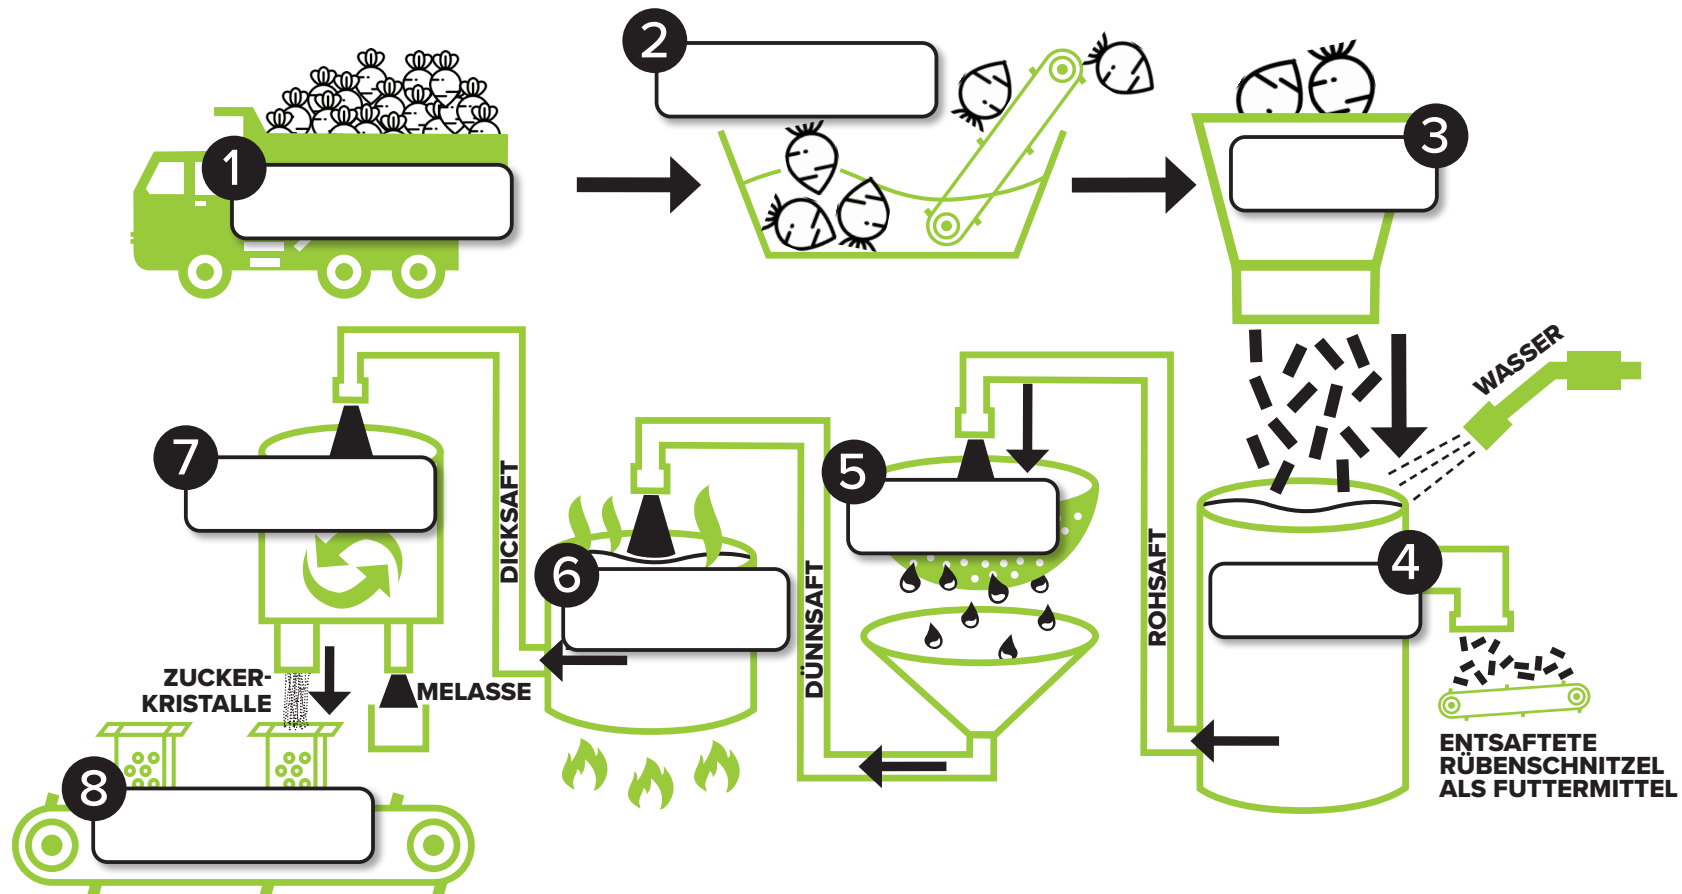 1
2
3
WASSER
4
ENTSAFTETE
RÜBENSCHNITZEL
ALS FUTTERMITTEL
ROHSAFT
5
DÜNNSAFT
6
DICKSAFT
7
ZUCKER-
KRISTALLE
MELASSE
8